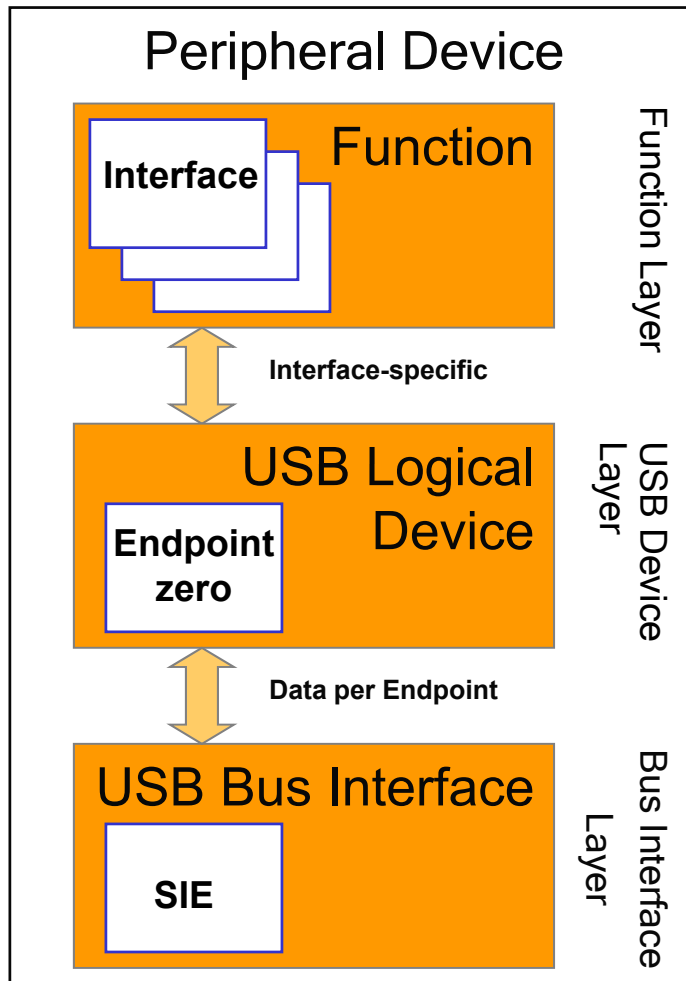 Peripheral Device
Function
Interface
Function Layer
Interface-specific
USB Logical
Device
Endpoint
zero
USB Device
Layer
Data per Endpoint
USB Bus Interface
SIE
Bus Interface
Layer